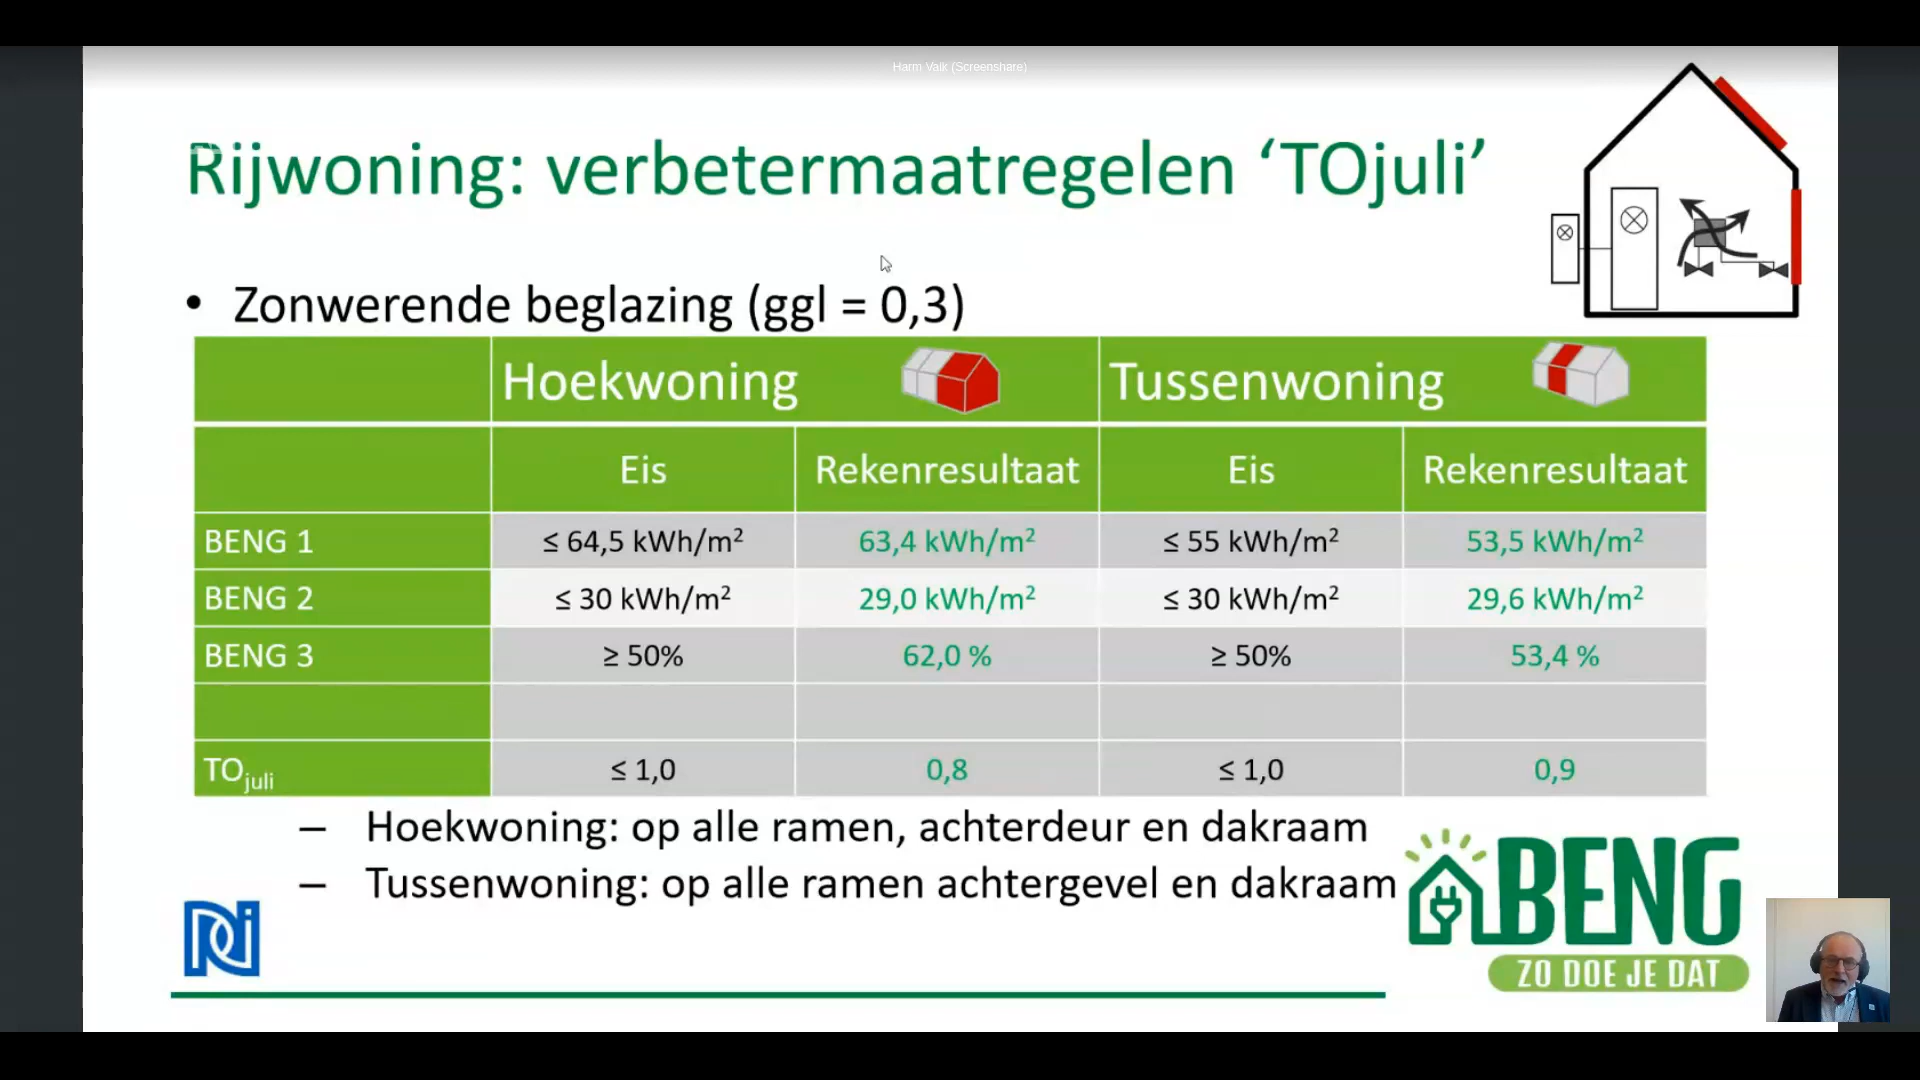 Harm Valk (Screenshare)
Rijwoning: verbetermaatregelen ‘TOjuli’
• Zonwerende beglazing (ggl = 0,3)
Hoekwoning Tussenwoning
Eis Rekenresultaat Eis Rekenresultaat
BENG 1 ≤ 64,5 kWh/m² 63,4 kWh/m² ≤ 55 kWh/m² 53,5 kWh/m²
BENG 2 ≤ 30 kWh/m² 29,0 kWh/m² ≤ 30 kWh/m² 29,6 kWh/m²
BENG 3 ≥ 50% 62,0 % ≥ 50% 53,4 %
TOjuli ≤ 1,0 0,8 ≤ 1,0 0,9
– Hoekwoning: op alle ramen, achterdeur en dakraam
– Tussenwoning: op alle ramen achtergevel en dakraam
BENG
ZO DOE JE DAT